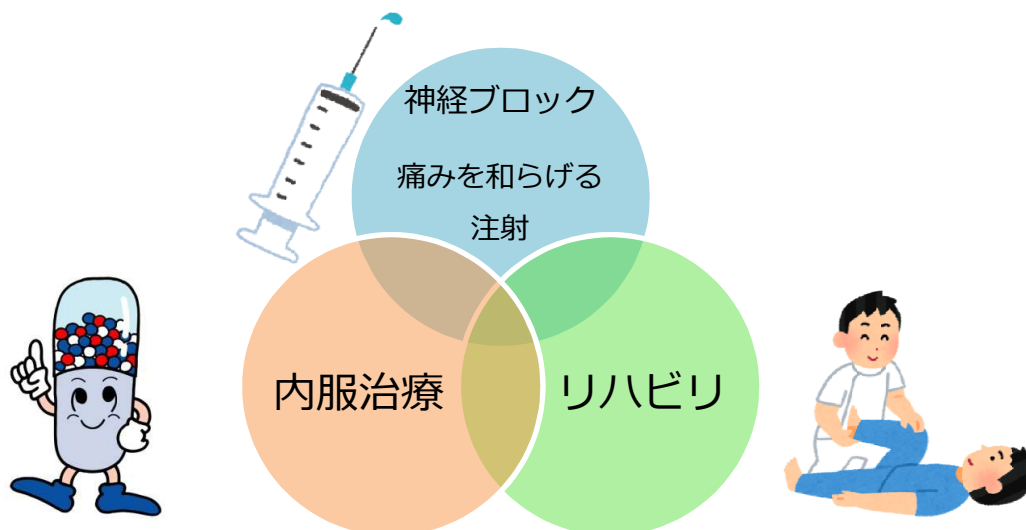 神経ブロック
痛みを和らげる
注射
内服治療
リハビリ